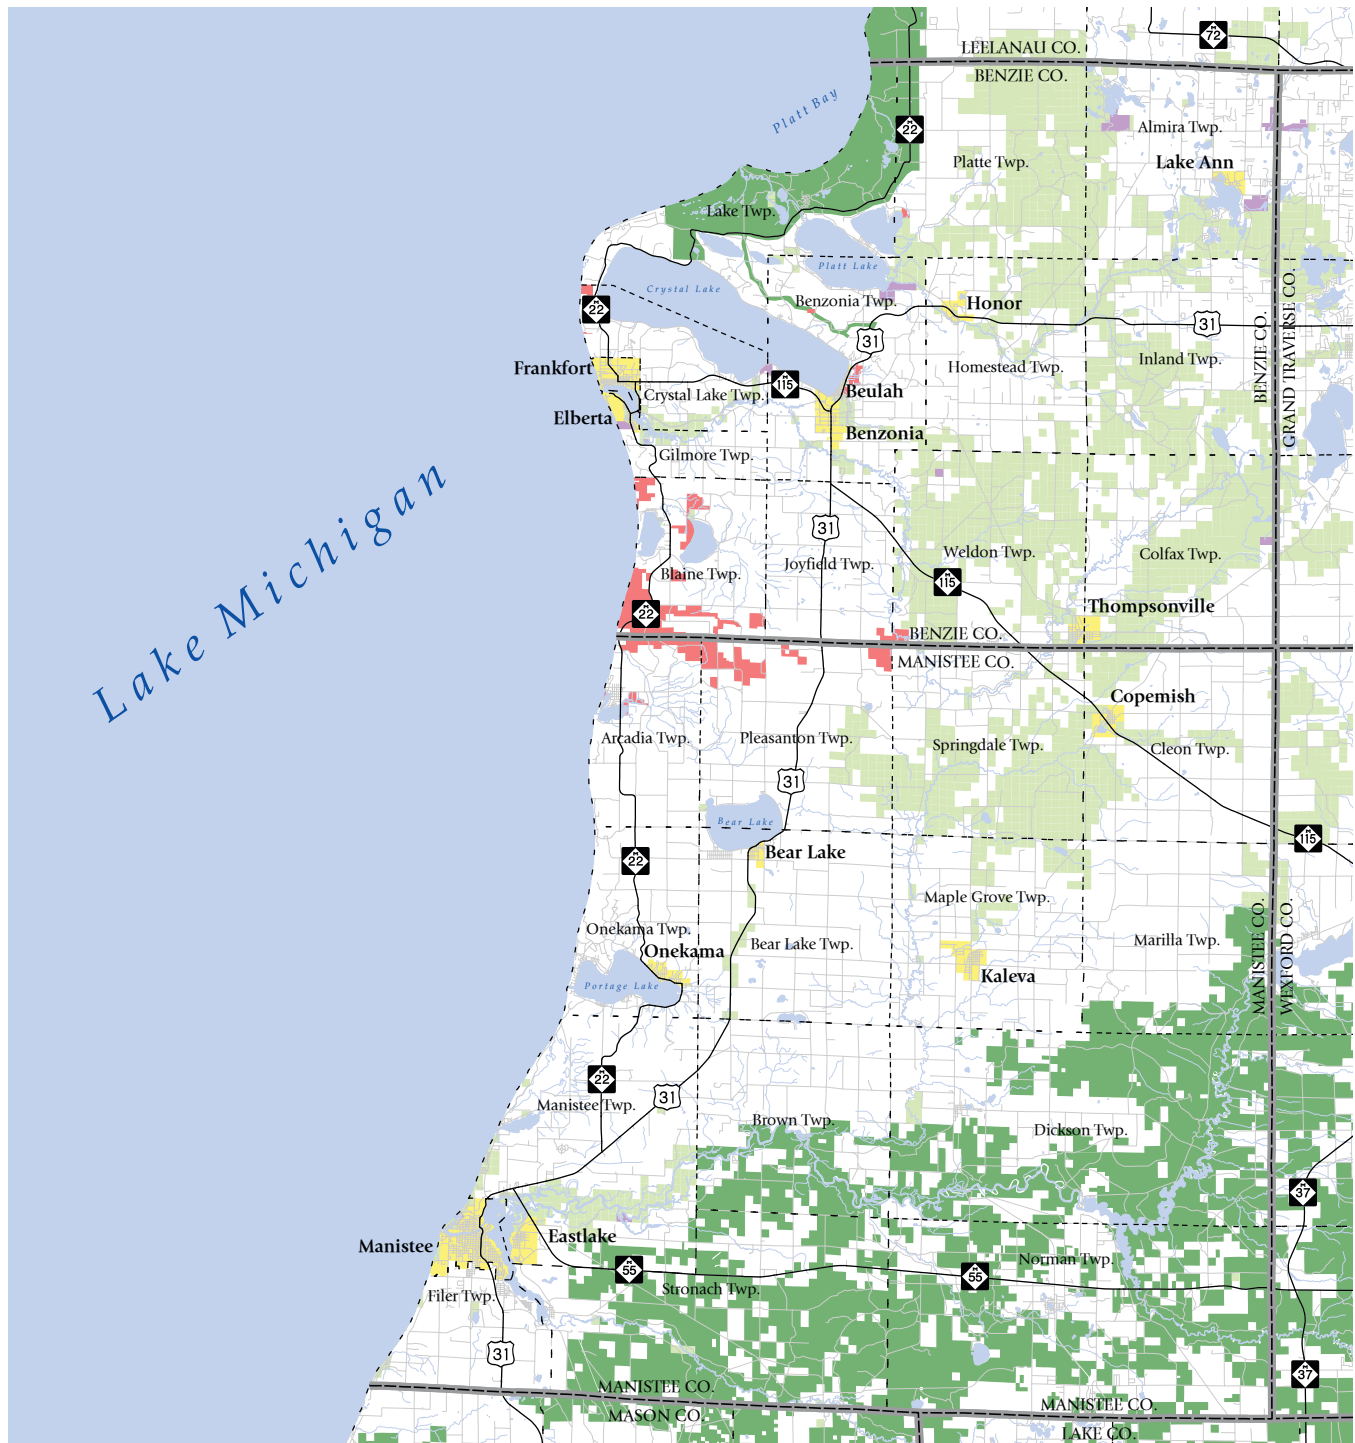 LEELANAU CO.
BENZIE CO.
M
72
Platt Bay
M
22
Almira Twp.
Platte Twp.
Lake Ann
Lake Twp.
Platt Lake
Crystal Lake
Benzonia Twp.
Honor
M
22
31
31
BENZIE CO.
GRAND TRAVERSE CO.
Frankfort
Homestead Twp.
Inland Twp.
M
115
Crystal Lake Twp.
Beulah
Elberta
Benzonia
Gilmore Twp.
Lake Michigan
31
Weldon Twp.
Colfax Twp.
Joyfield Twp.
Blaine Twp.
M
115
M
22
Thompsonville
BENZIE CO.
MANISTEE CO.
Copemish
Arcadia Twp.
Pleasanton Twp.
Springdale Twp.
Cleon Twp.
31
Bear Lake
M
115
Bear Lake
M
22
Maple Grove Twp.
Onekama Twp.
Bear Lake Twp.
Marilla Twp.
MANISTEE CO.
WEXFORD CO.
Onekama
Kaleva
Portage Lake
M
22
31
Manistee Twp.
Brown Twp.
Dickson Twp.
M
37
Manistee
Eastlake
Norman Twp.
M
55
M
55
Stronach Twp.
Filer Twp.
31
M
37
MANISTEE CO.
MASON CO.
MANISTEE CO.
LAKE CO.